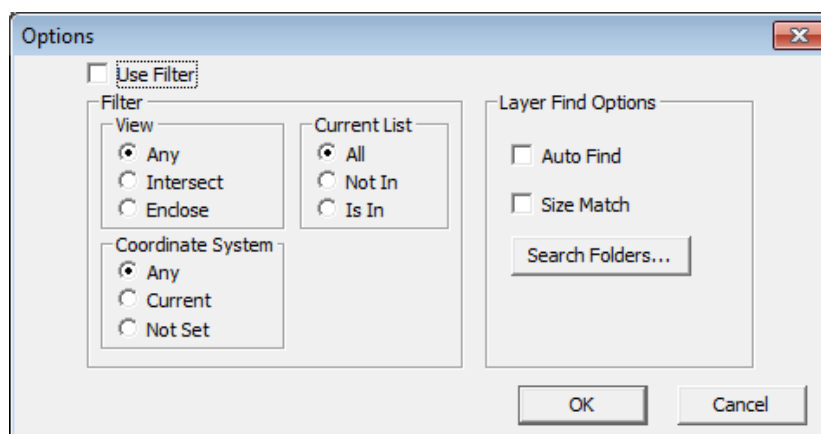 Options
Use Filter
Filter
View
Any
Intersect
Enclose
Current List
All
Not In
Is In
Coordinate System
Any
Current
Not Set
Layer Find Options
Auto Find
Size Match
Search Folders...
OK
Cancel